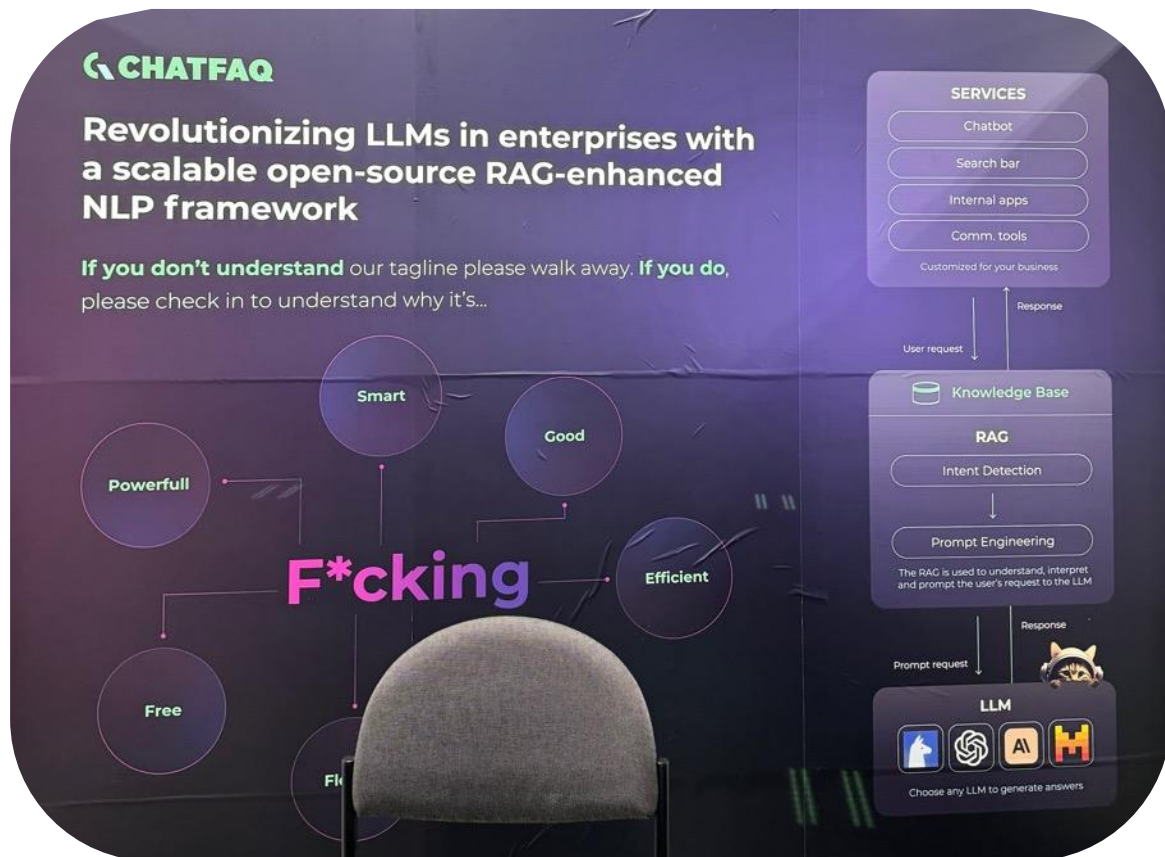 CHATFAQ
Revolutionizing LLMs in enterprises with
a scalable open-source RAG-enhanced
NLP framework
If you don't understand our tagline please walk away. If you do,
please check in to understand why it's...
Smart
Good
Powerfull
F*cking
Efficient
Free
SERVICES
Chatbot
Search bar
Internal apps
Comm. tools
Customized for your business
Response
User request
Knowledge Base
RAG
Intent Detection
Prompt Engineering
The RAG is used to understand, interpret
and prompt the user's request to the LLM
Response
Prompt request
LLM
A\
Choose any LLM to generate answers